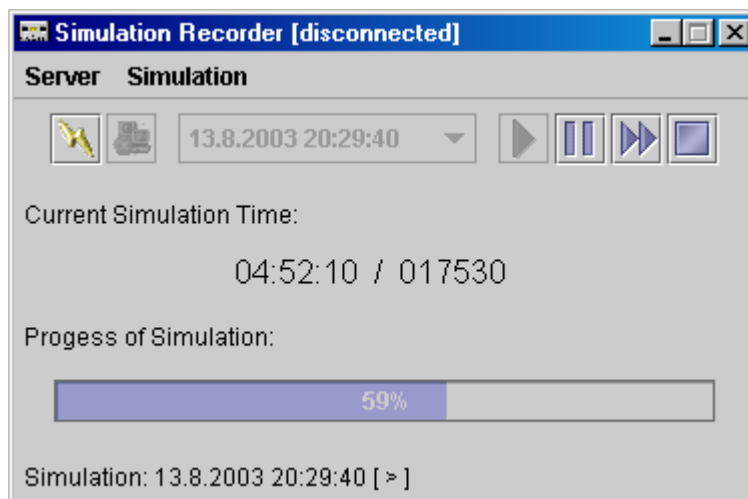 Simulation Recorder [disconnected]
Server Simulation
13.8.2003 20:29:40
Current Simulation Time:
04:52:10 / 017530
Progess of Simulation:
59%
Simulation: 13.8.2003 20:29:40 [ > ]